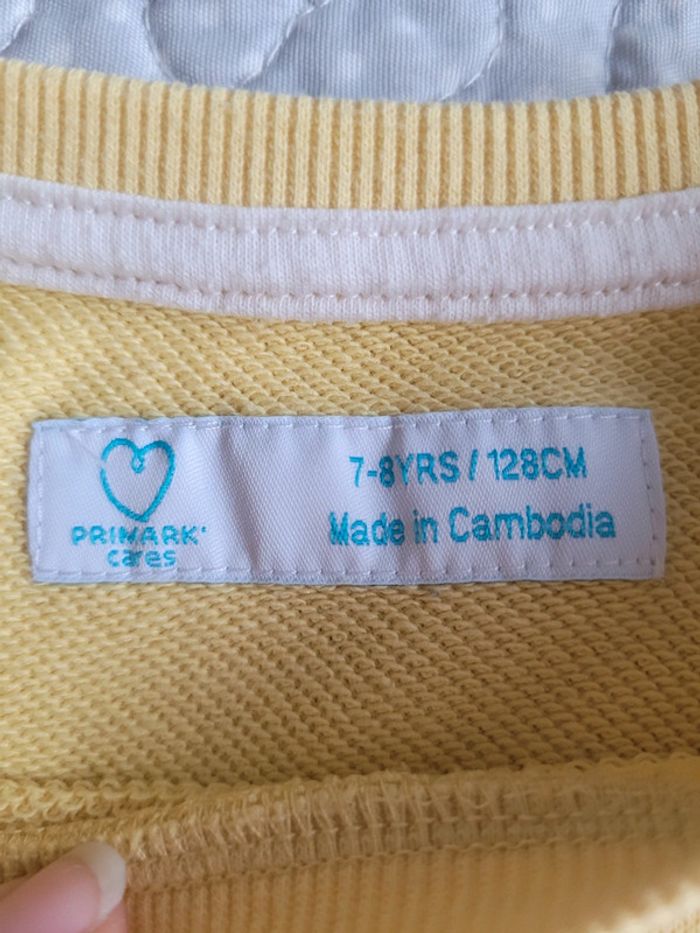 PRIMARK®
cares
7-8YRS / 128CM
Made in Cambodia